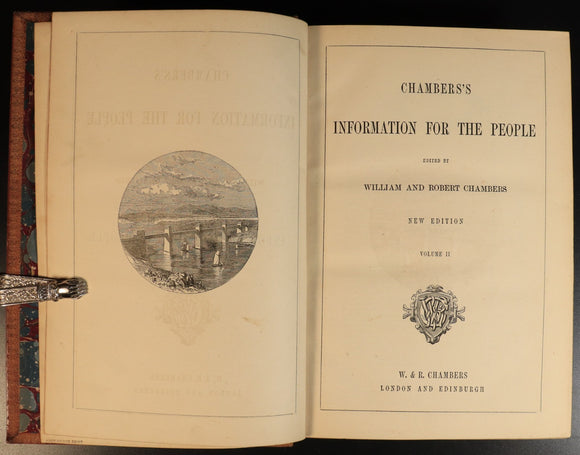 CHAMBERS'S
INFORMATION FOR THE PEOPLE
EDITED BY
WILLIAM AND ROBERT CHAMBERS
NEW EDITION
VOLUME II
W. & R. CHAMBERS
LONDON AND EDINBURGH